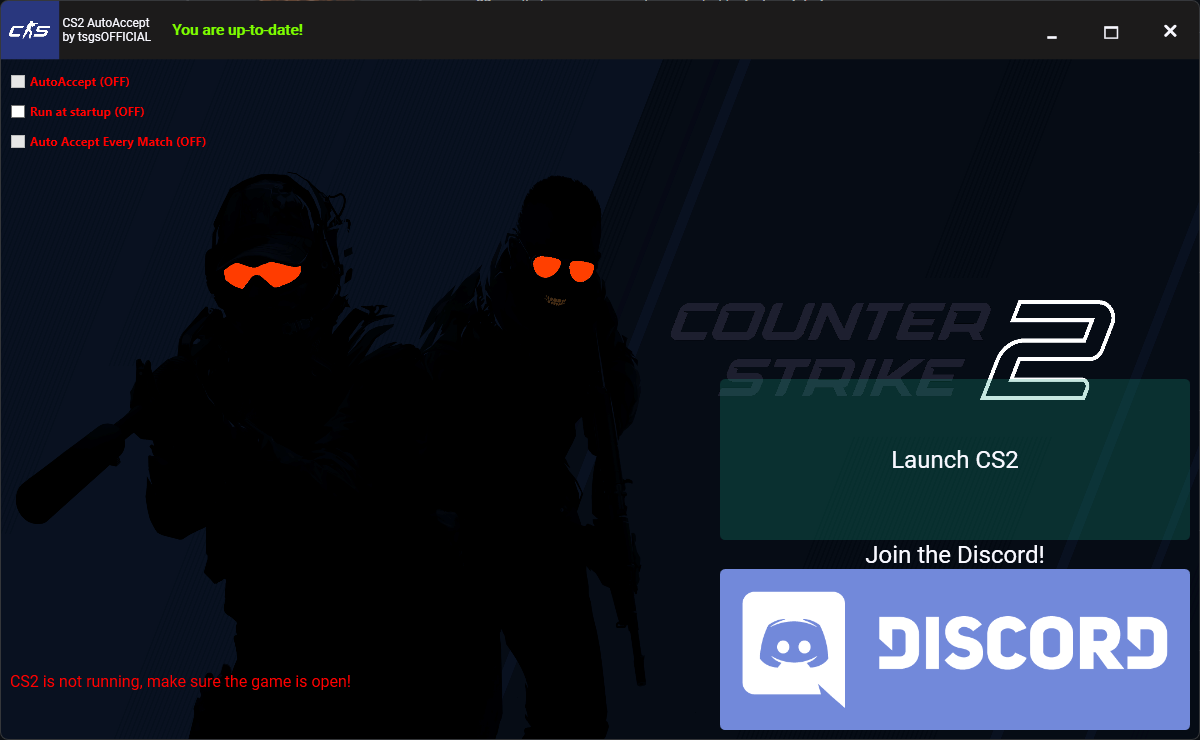 CS2 AutoAccept
by tsgsOFFICIAL
You are up-to-date!
AutoAccept (OFF)
Run at startup (OFF)
Auto Accept Every Match (OFF)
COUNTER
STRIKE 2
Launch CS2
Join the Discord!
DISCORD
CS2 is not running, make sure the game is open!